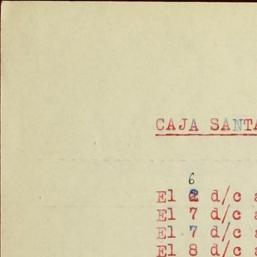 CAJA SANTA
6
El 2 d/c a
El 7 d/c a
El 7 d/c a
El 8 d/c a